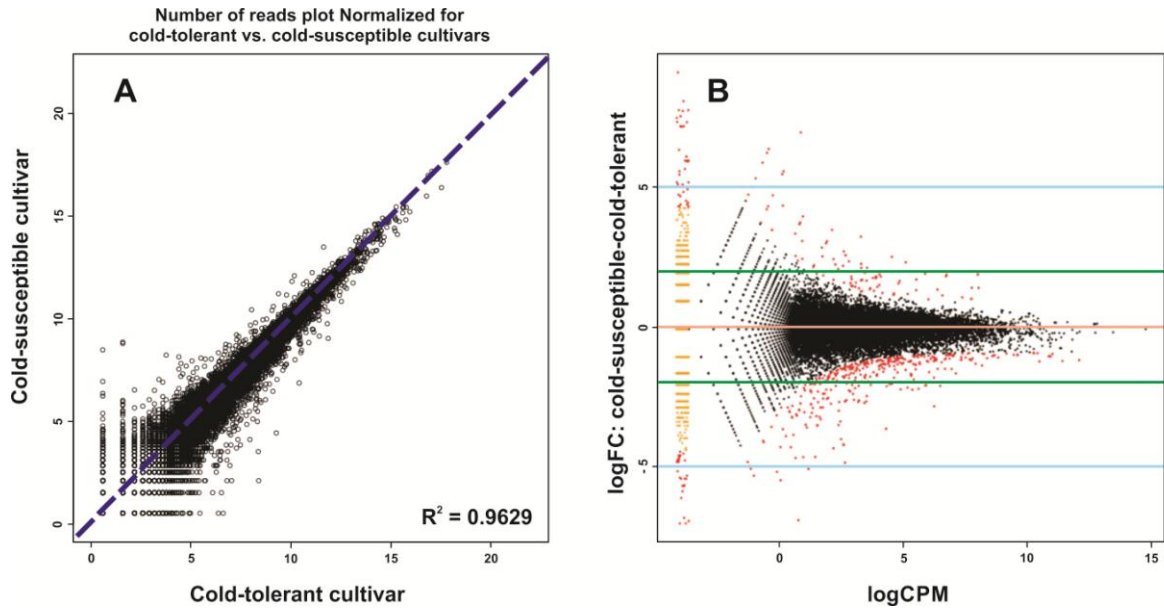 Number of reads plot Normalized for
cold-tolerant vs. cold-susceptible cultivars
A
Cold-susceptible cultivar
20
15
10
5
0
R² = 0.9629
0
5
10
15
20
Cold-tolerant cultivar
B
logFC: cold-susceptible-cold-tolerant
5
0
- 5
0
5
10
15
logCPM